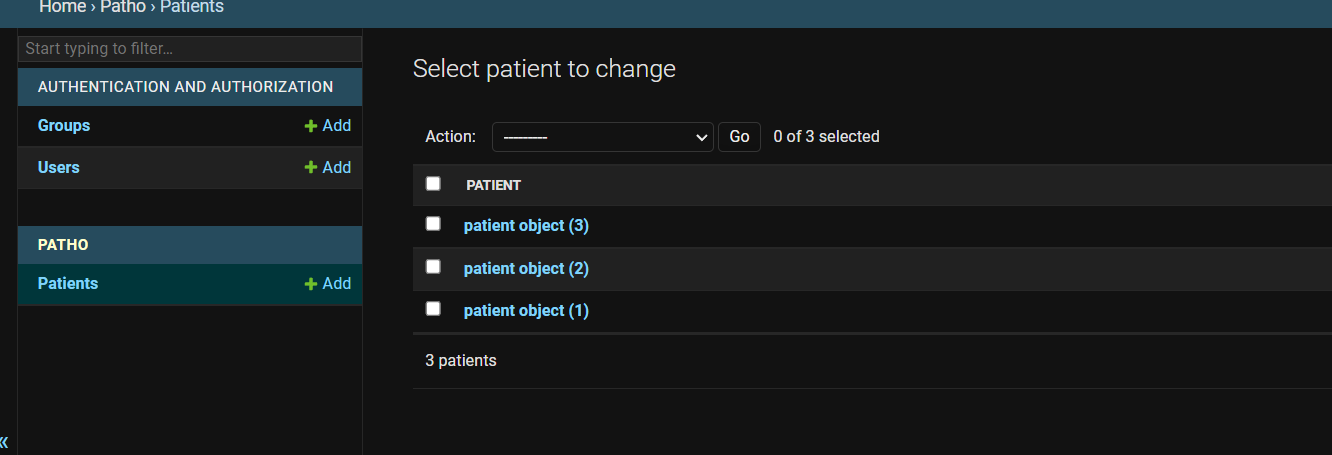 Home › Patho › Patients
Start typing to filter...
AUTHENTICATION AND AUTHORIZATION
Groups + Add
Users + Add
PATHO
Patients + Add
«
Select patient to change
Action: --------- Go 0 of 3 selected
PATIENT
patient object (3)
patient object (2)
patient object (1)
3 patients